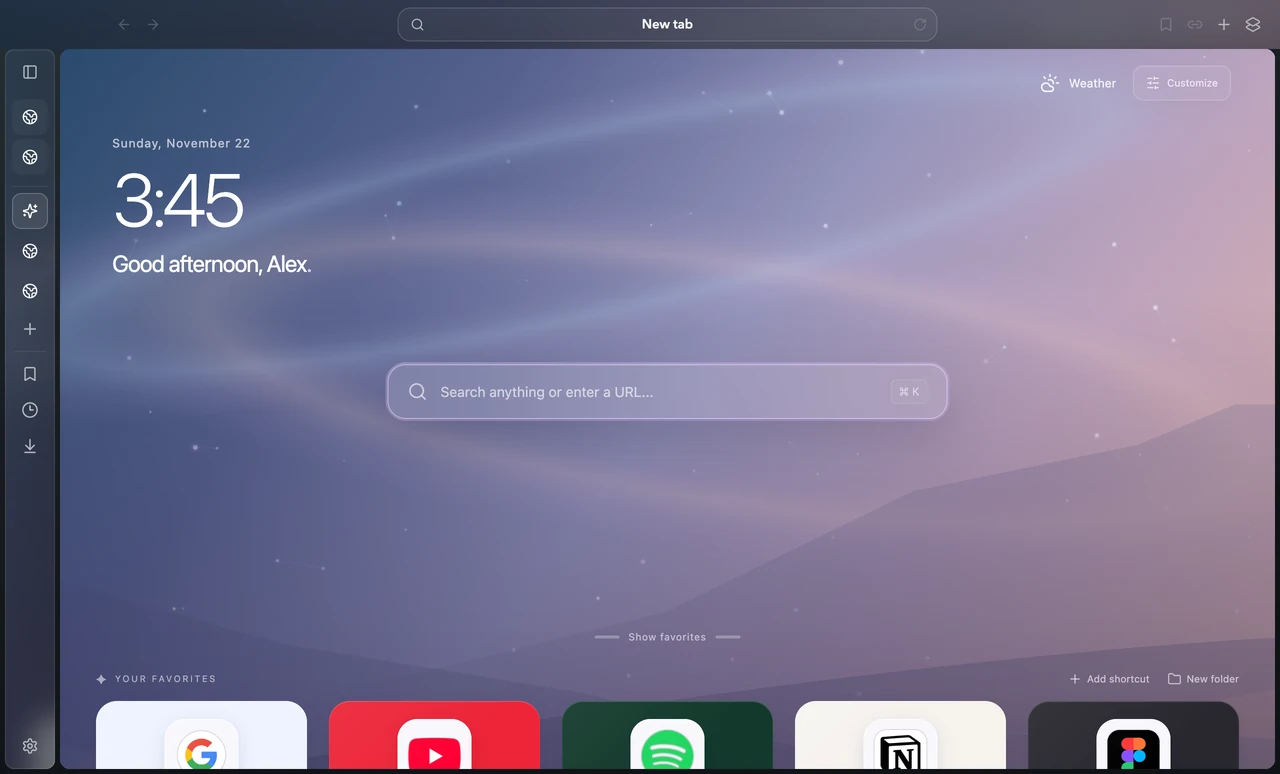 New tab
Weather
Customize
Sunday, November 22
3:45
Good afternoon, Alex.
Search anything or enter a URL...
⌘ K
Show favorites
YOUR FAVORITES
Add shortcut
New folder